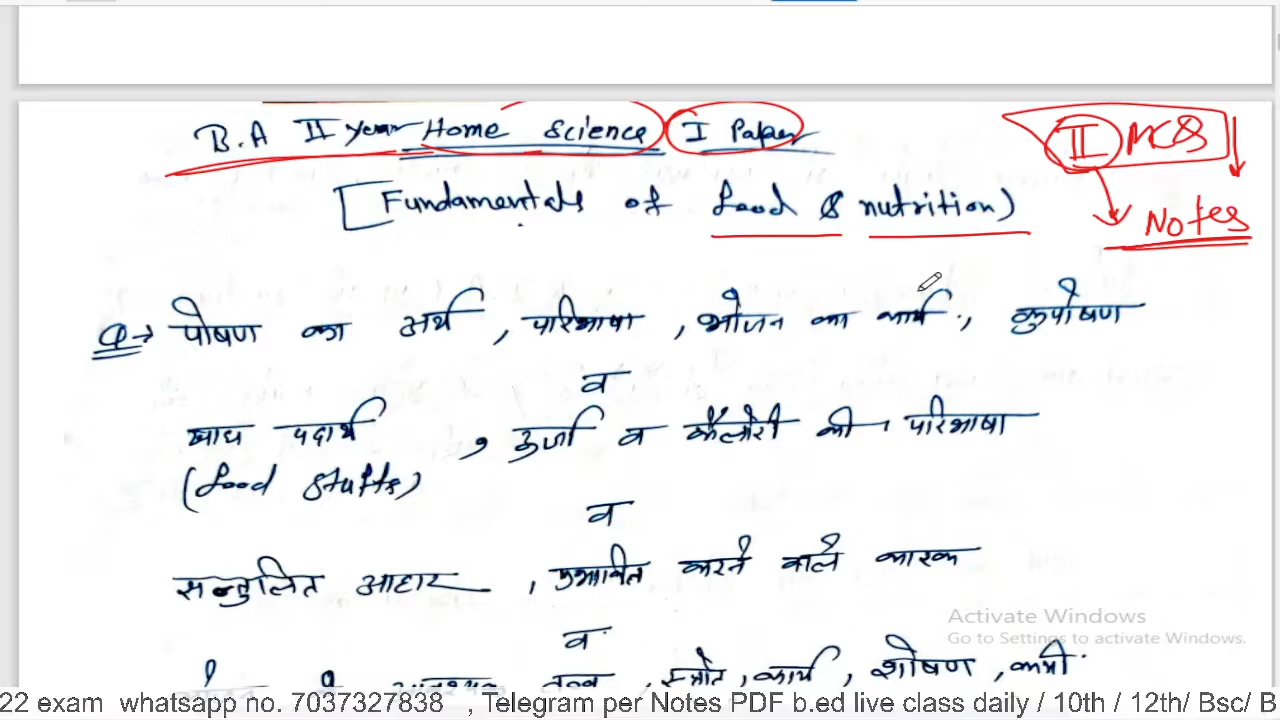 B.A II Year Home Science I Paper
II MCQ
Notes
[Fundamentals of food & nutrition)
Q→ पोषण का अर्थ, परिभाषा, भोजन का कार्य, कुपोषण
व
खाद्य पदार्थ, ऊर्जा व कैलोरी की परिभाषा
(food stuffs)
व
सन्तुलित आहार, प्रभावित करने वाले कारक
व
तत्व, स्त्रोत, कार्य, शोषण, कमी
Activate Windows
Go to Settings to activate Windows.
22 exam whatsapp no. 7037327838 , Telegram per Notes PDF b.ed live class daily / 10th / 12th/ Bsc/ B